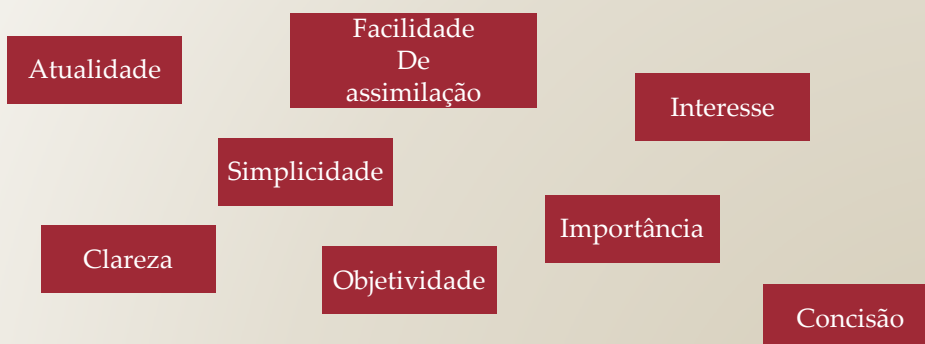 Facilidade
De
assimilação
Atualidade
Interesse
Simplicidade
Importância
Clareza
Objetividade
Concisão